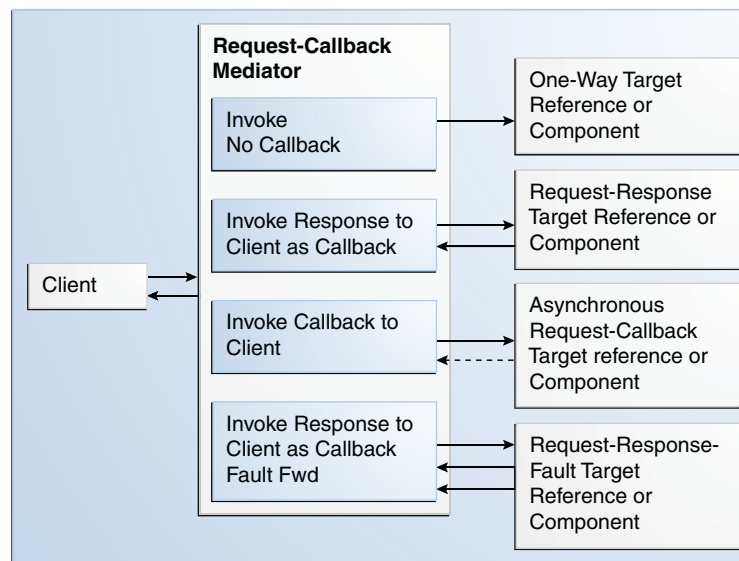 Request-Callback
Mediator
Invoke
No Callback
One-Way Target
Reference or
Component
Invoke Response to
Client as Callback
Request-Response
Target Reference or
Component
Client
Invoke Callback to
Client
Asynchronous
Request-Callback
Target reference or
Component
Invoke Response to
Client as Callback
Fault Fwd
Request-Response-
Fault Target
Reference or
Component